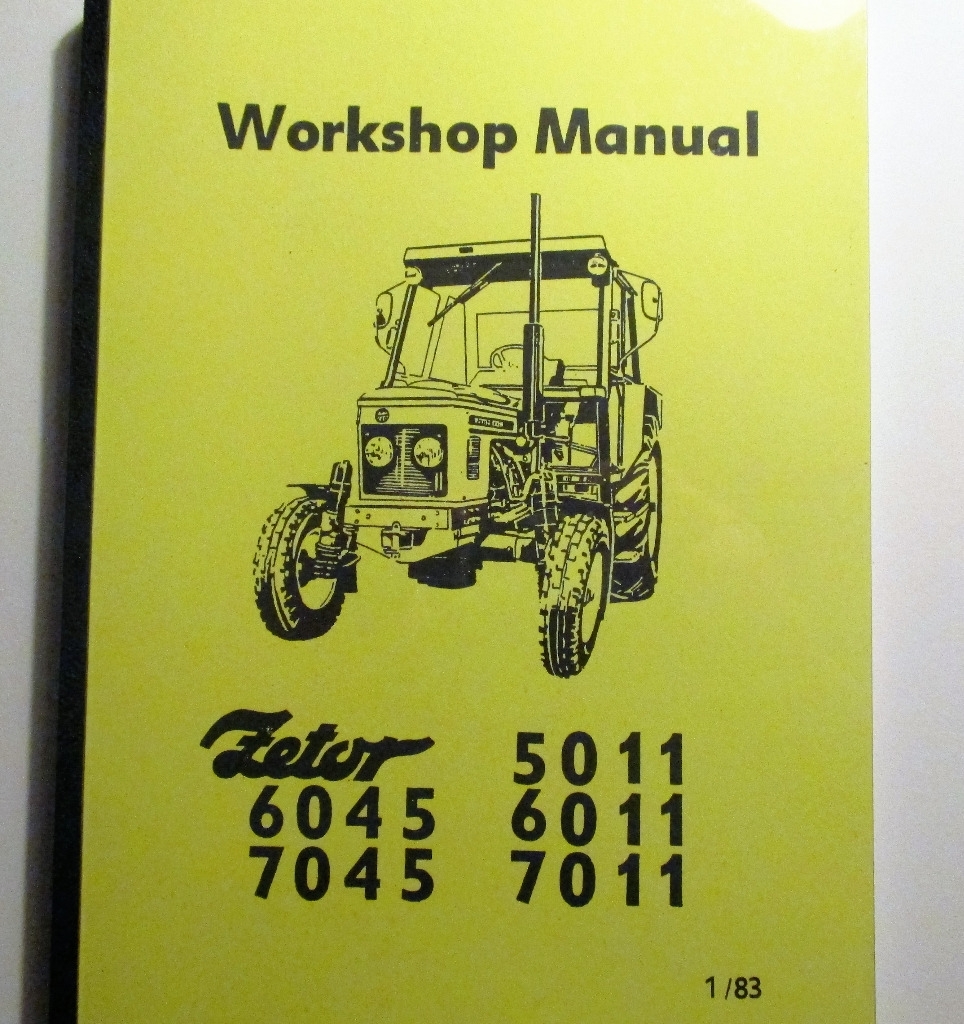 Workshop Manual
Zetor 5011
6045 6011
7045 7011
1/83